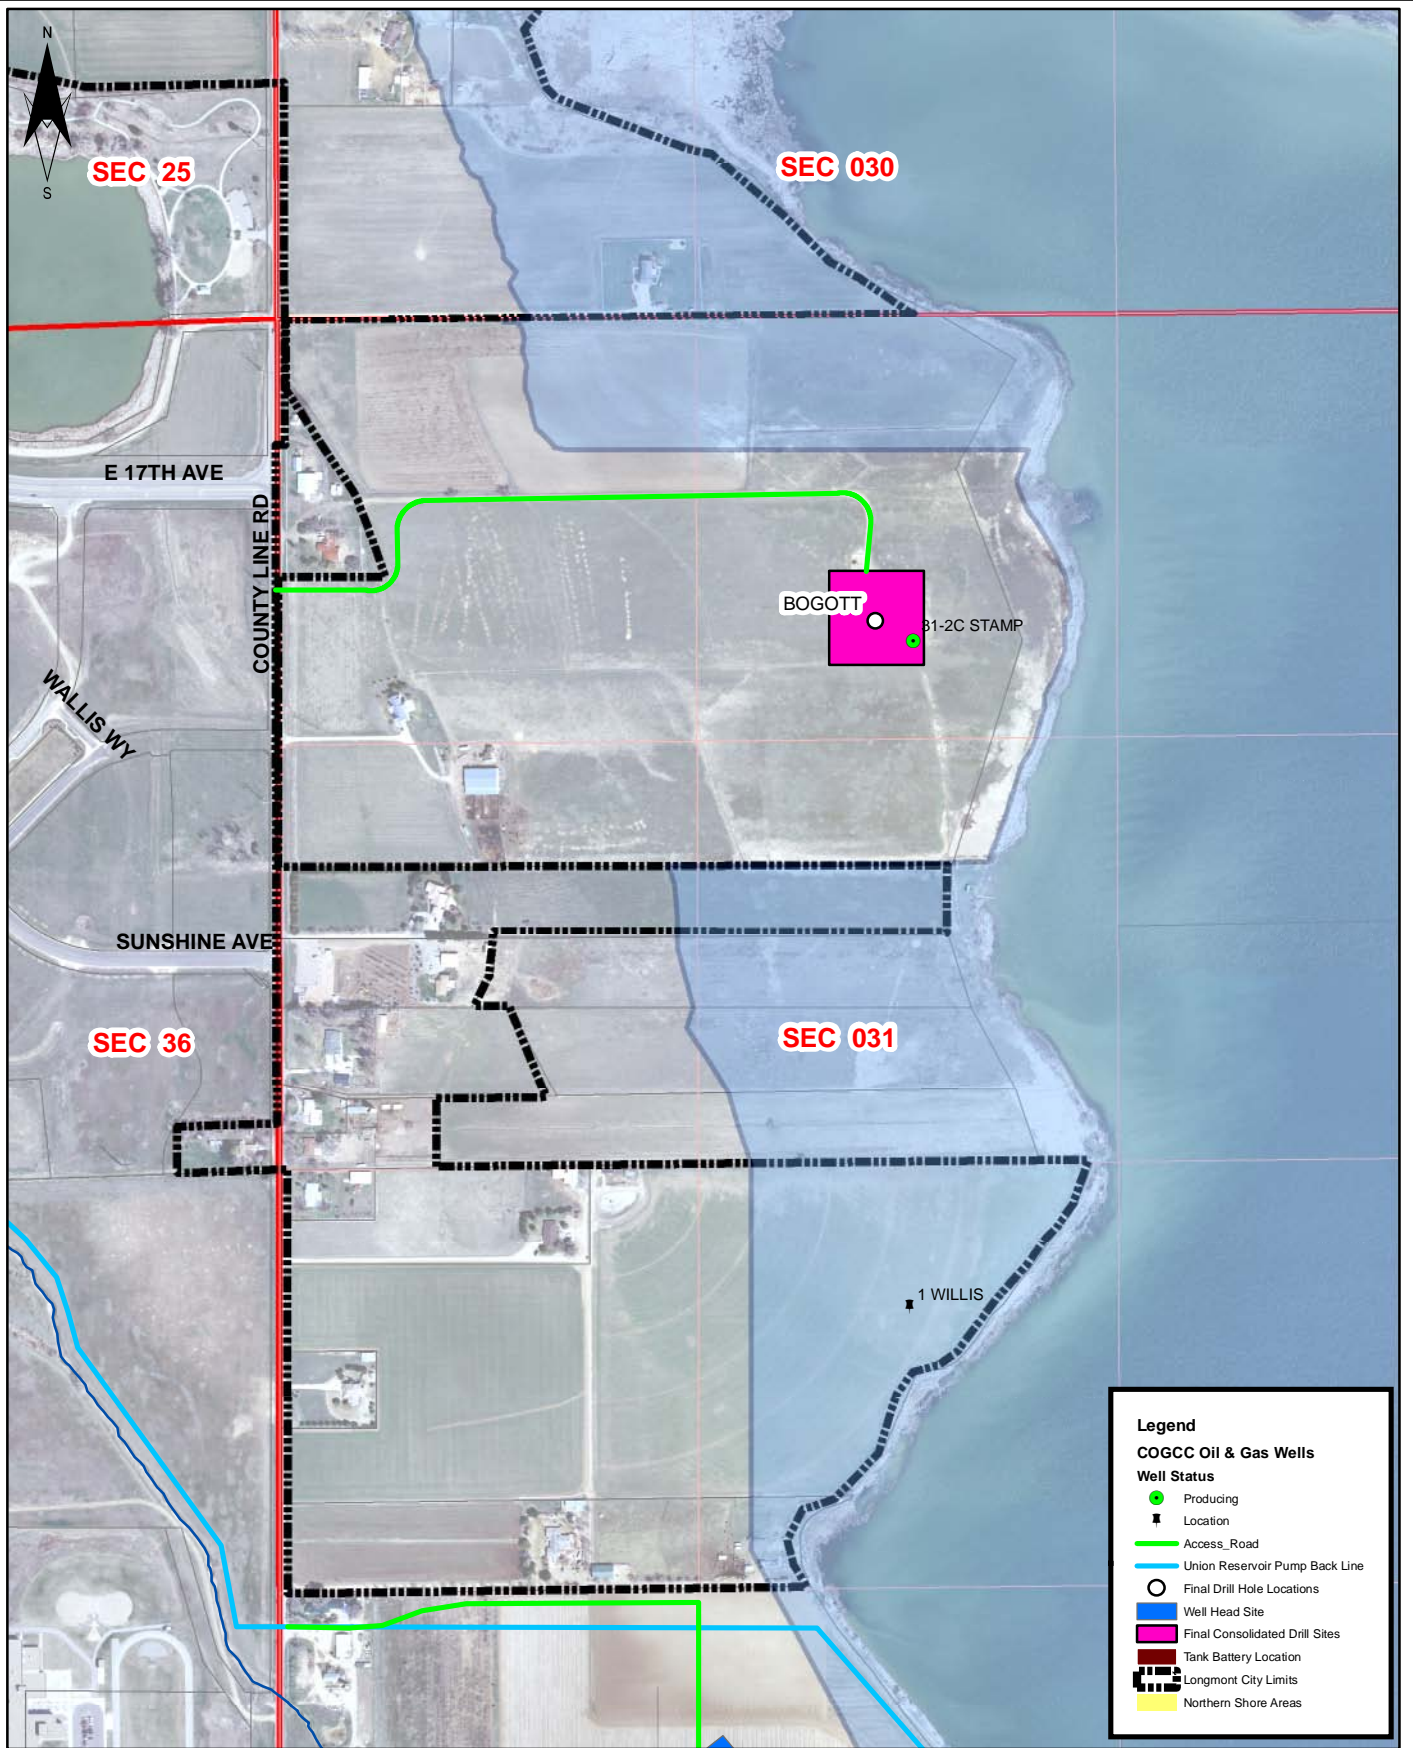 N
S
SEC 25
SEC 030
E 17TH AVE
COUNTY LINE RD
BOGOTT
31-2C STAMP
WALLIS WY
SUNSHINE AVE
SEC 36
SEC 031
1 WILLIS
Legend
COGCC Oil & Gas Wells
Well Status
Producing
Location
Access_Road
Union Reservoir Pump Back Line
Final Drill Hole Locations
Well Head Site
Final Consolidated Drill Sites
Tank Battery Location
Longmont City Limits
Northern Shore Areas